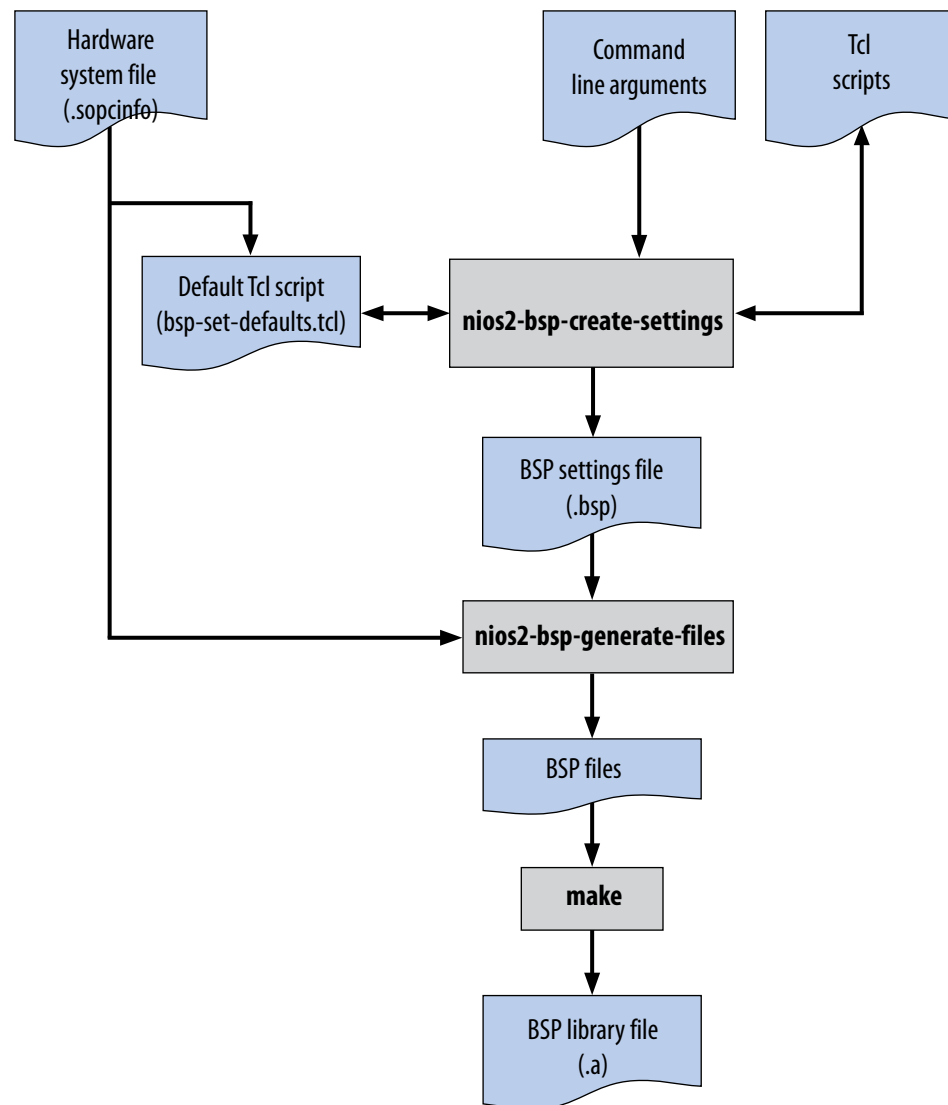 Hardware
system file
(.sopcinfo)
Command
line arguments
Tcl
scripts
Default Tcl script
(bsp-set-defaults.tcl)
nios2-bsp-create-settings
BSP settings file
(.bsp)
nios2-bsp-generate-files
BSP files
make
BSP library file
(.a)